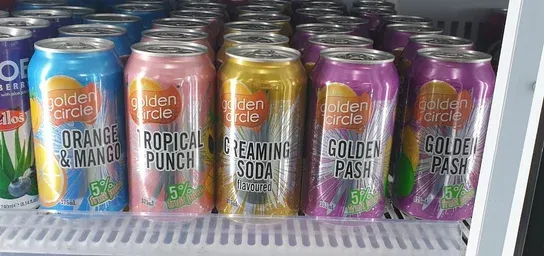 golden
circle
ORANGE
& MANGO
5%
golden
circle
TROPICAL
PUNCH
5%
golden
circle
CREAMING
SODA
flavoured
golden
circle
GOLDEN
PASH
5%
golden
circle
GOLDEN
PASH
5%